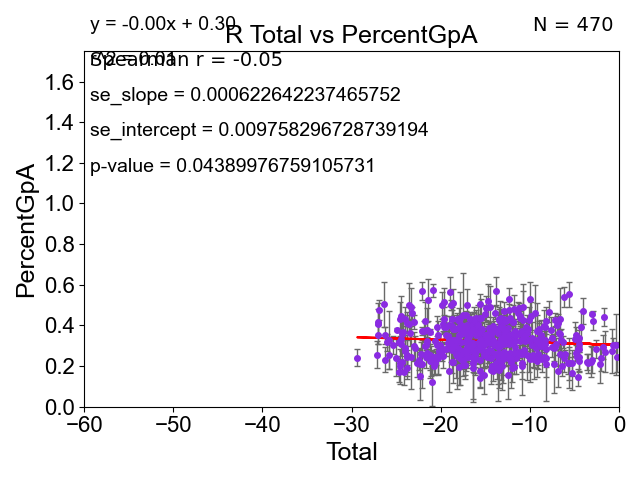 y = -0.00x + 0.30
N = 470
R Total vs PercentGpA
Spearman r = -0.05
se_slope = 0.000622642237465752
se_intercept = 0.009758296728739194
p-value = 0.04389976759105731
PercentGpA
1.6
1.4
1.2
1.0
0.8
0.6
0.4
0.2
0.0
−60
−50
−40
−30
−20
−10
0
Total